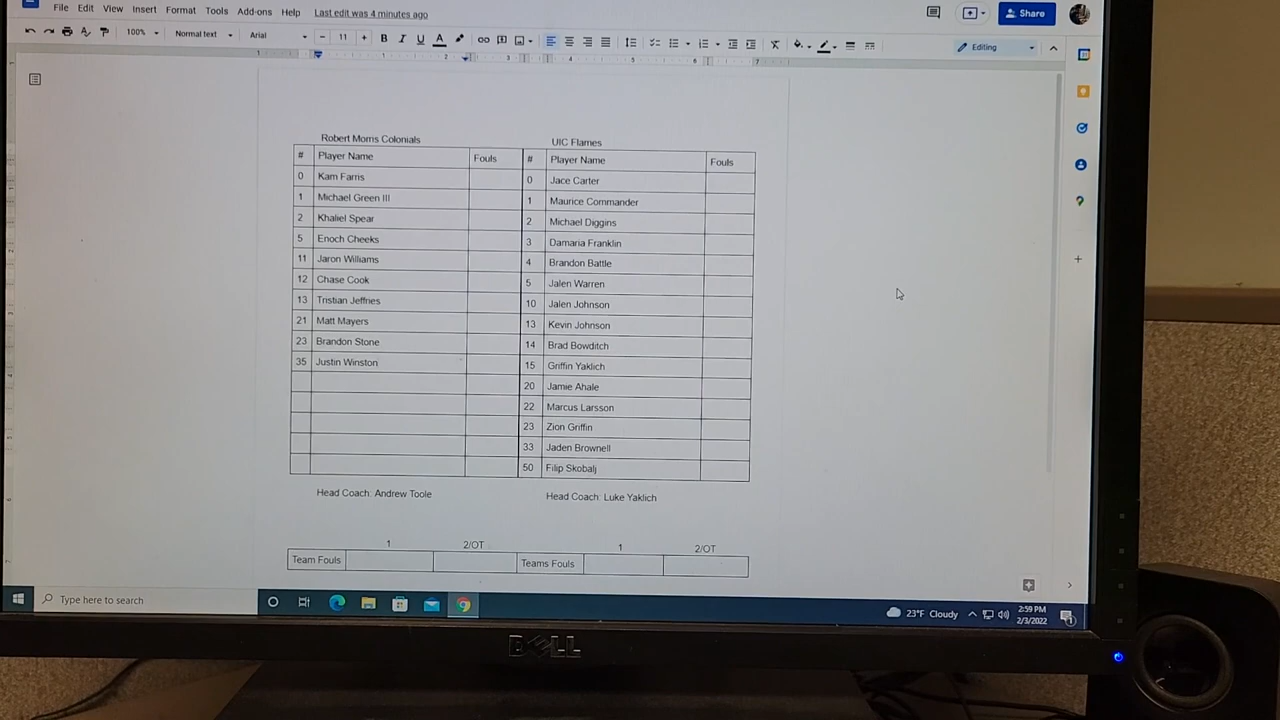 File Edit View Insert Format Tools Add-ons Help Last edit was 4 minutes ago
Share
100% Normal text Arial 11 B I U A
Editing
Robert Morris Colonials UIC Flames
# Player Name Fouls # Player Name Fouls
0 Kam Farris 0 Jace Carter
1 Michael Green III 1 Maurice Commander
2 Khaliel Spear 2 Michael Diggins
5 Enoch Cheeks 3 Damaria Franklin
11 Jaron Williams 4 Brandon Battle
12 Chase Cook 5 Jalen Warren
13 Tristian Jeffries 10 Jalen Johnson
21 Matt Mayers 13 Kevin Johnson
23 Brandon Stone 14 Brad Bowditch
35 Justin Winston 15 Griffin Yaklich
20 Jamie Ahale
22 Marcus Larsson
23 Zion Griffin
33 Jaden Brownell
50 Filip Skobalj
Head Coach: Andrew Toole Head Coach: Luke Yaklich
1 2/OT 1 2/OT
Team Fouls Teams Fouls
Type here to search
23°F Cloudy
2:59 PM
2/3/2022
DELL